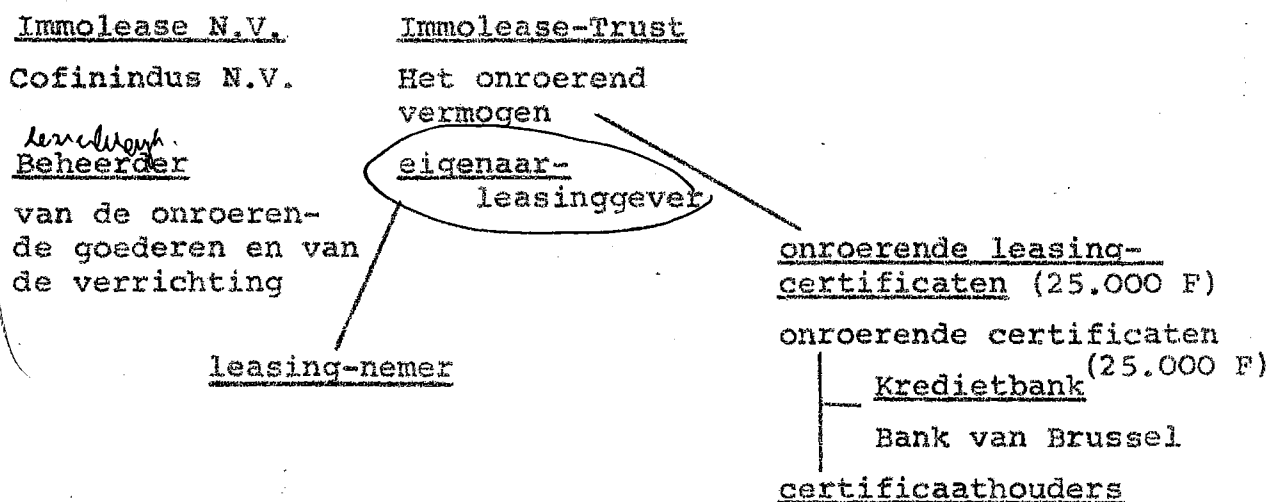 Immolease N.V.
Cofinindus N.V.
Beheerder
van de onroeren-
de goederen en van
de verrichting
Immolease-Trust
Het onroerend
vermogen
eigenaar-
leasinggever
leasing-nemer
onroerende leasing-
certificaten (25.000 F)
onroerende certificaten
(25.000 F)
Kredietbank
Bank van Brussel
certificaathouders